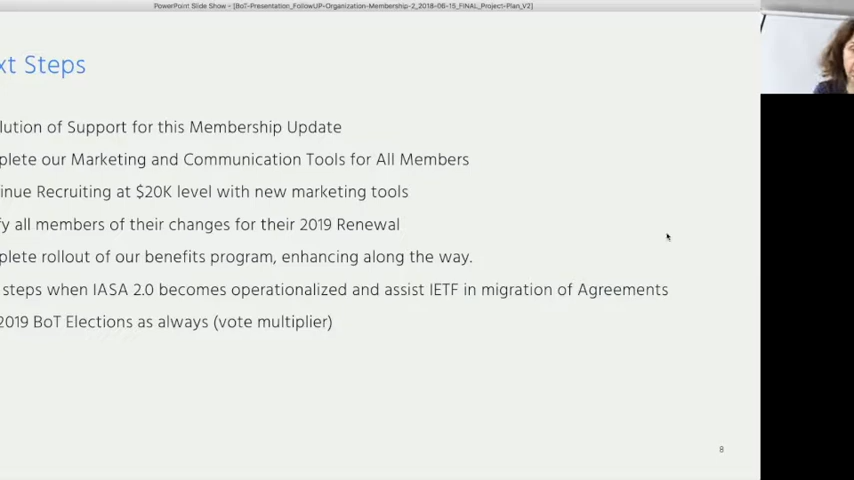 PowerPoint Slide Show - [BoT-Presentation_FollowUP-Organization-Membership-2_2018-06-15_FINAL_Project-Plan_V2]
xt Steps
lution of Support for this Membership Update
plete our Marketing and Communication Tools for All Members
inue Recruiting at $20K level with new marketing tools
fy all members of their changes for their 2019 Renewal
plete rollout of our benefits program, enhancing along the way.
steps when IASA 2.0 becomes operationalized and assist IETF in migration of Agreements
2019 BoT Elections as always (vote multiplier)
8